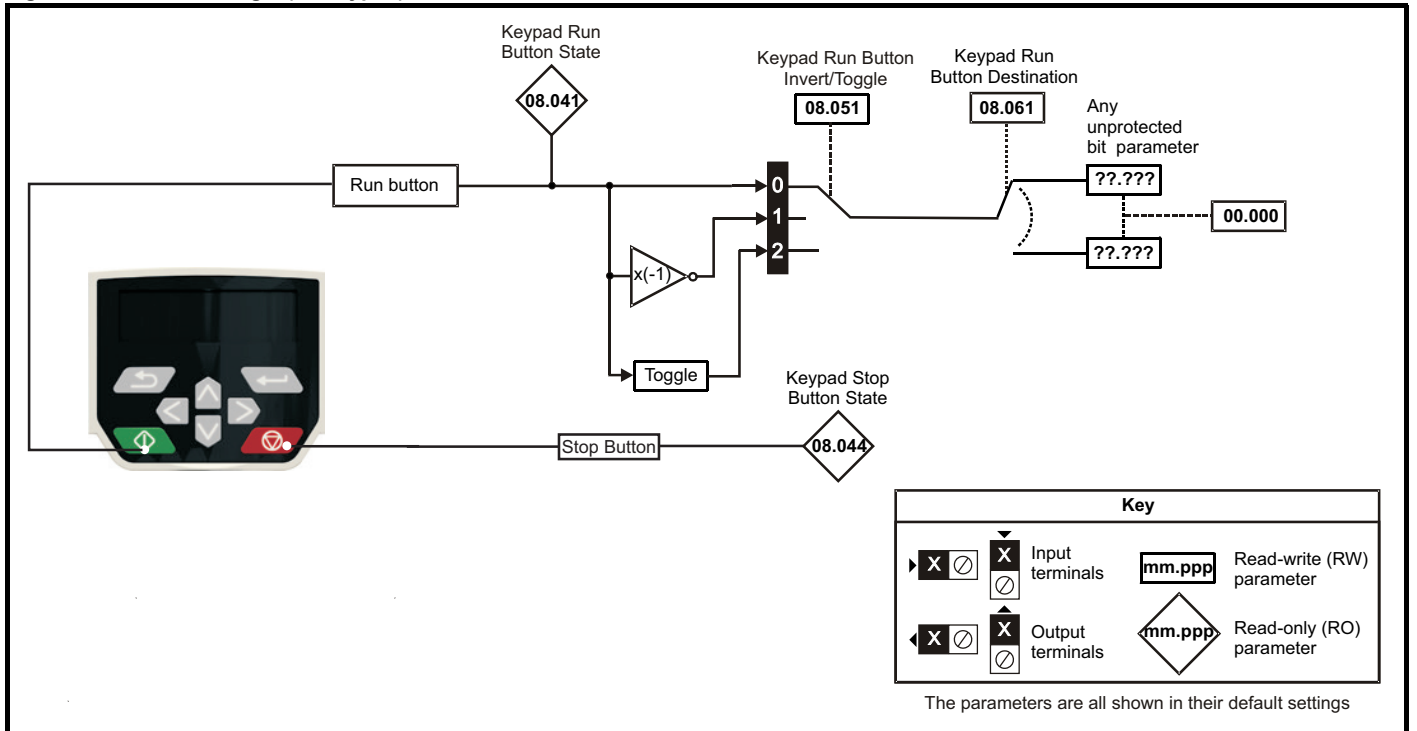 Keypad Run
Button State
08.041
Keypad Run Button
Invert/Toggle
08.051
Keypad Run
Button Destination
08.061
Any
unprotected
bit parameter
??.???
??.???
00.000
Run button
0
1
2
x(-1)
Toggle
Keypad Stop
Button State
08.044
Stop Button
Key
X
X
Input
terminals
mm.ppp
Read-write (RW)
parameter
X
X
Output
terminals
mm.ppp
Read-only (RO)
parameter
The parameters are all shown in their default settings